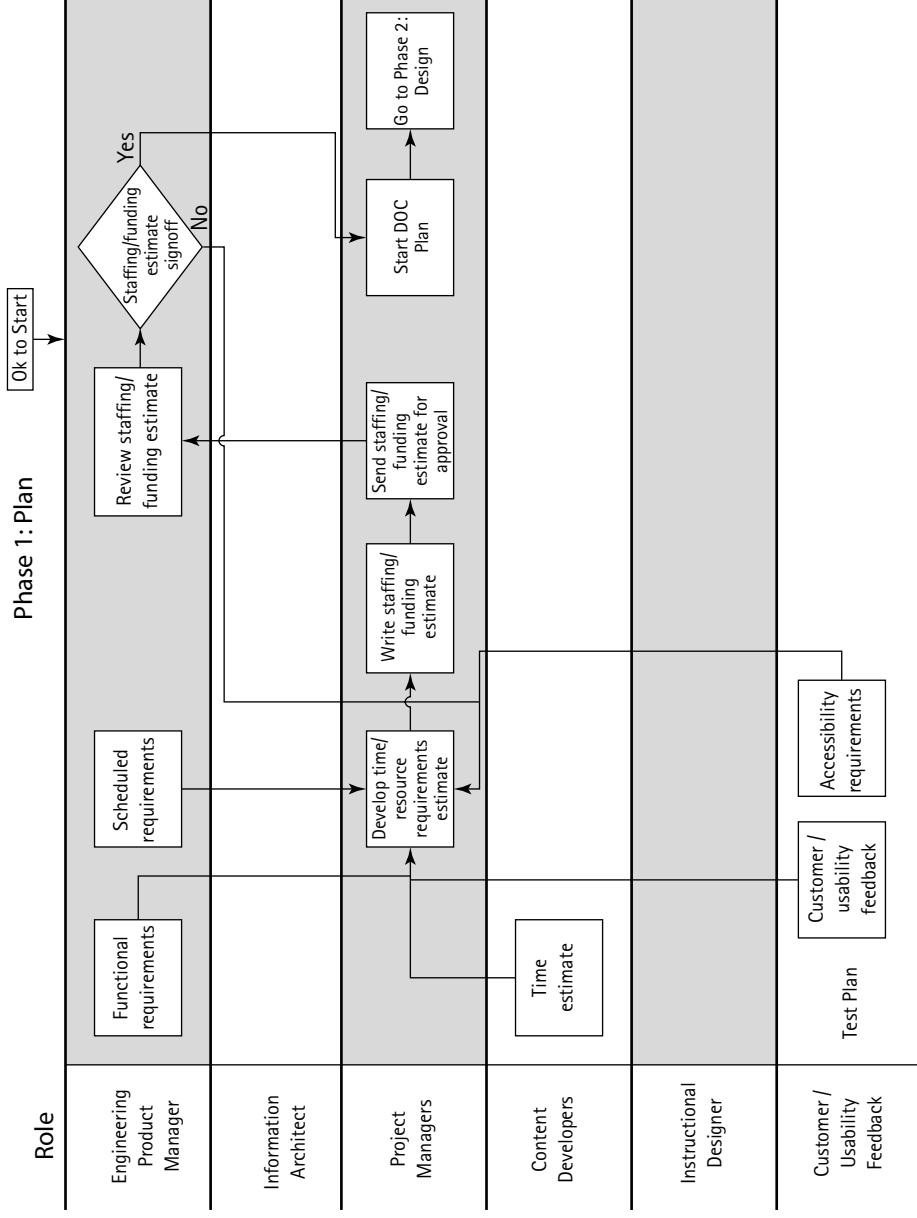 Phase 1: Plan
Ok to Start
Role
Engineering
Product
Manager
Functional
requirements
Scheduled
requirements
Review staffing/
funding estimate
Staffing/funding
estimate
signoff
Yes
No
Information
Architect
Project
Managers
Develop time/
resource
requirements
estimate
Write staffing/
funding
estimate
Send staffing/
funding
estimate for
approval
Start DOC
Plan
Go to Phase 2:
Design
Content
Developers
Time
estimate
Instructional
Designer
Customer /
Usability
Feedback
Test Plan
Customer /
usability
feedback
Accessibility
requirements